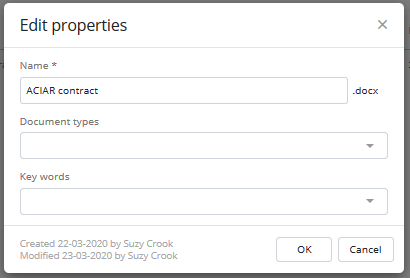 Edit properties
Name *
ACIAR contract .docx
Document types
Key words
Created 22-03-2020 by Suzy Crook
Modified 23-03-2020 by Suzy Crook
OK Cancel